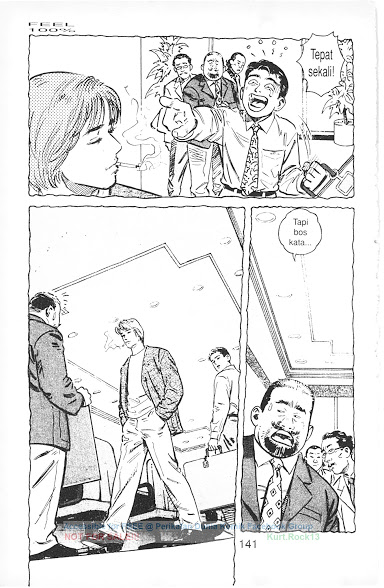 FEEL
100%
Tepat
sekali!
Tapi
bos
kata...
141
Kurt.Rock13